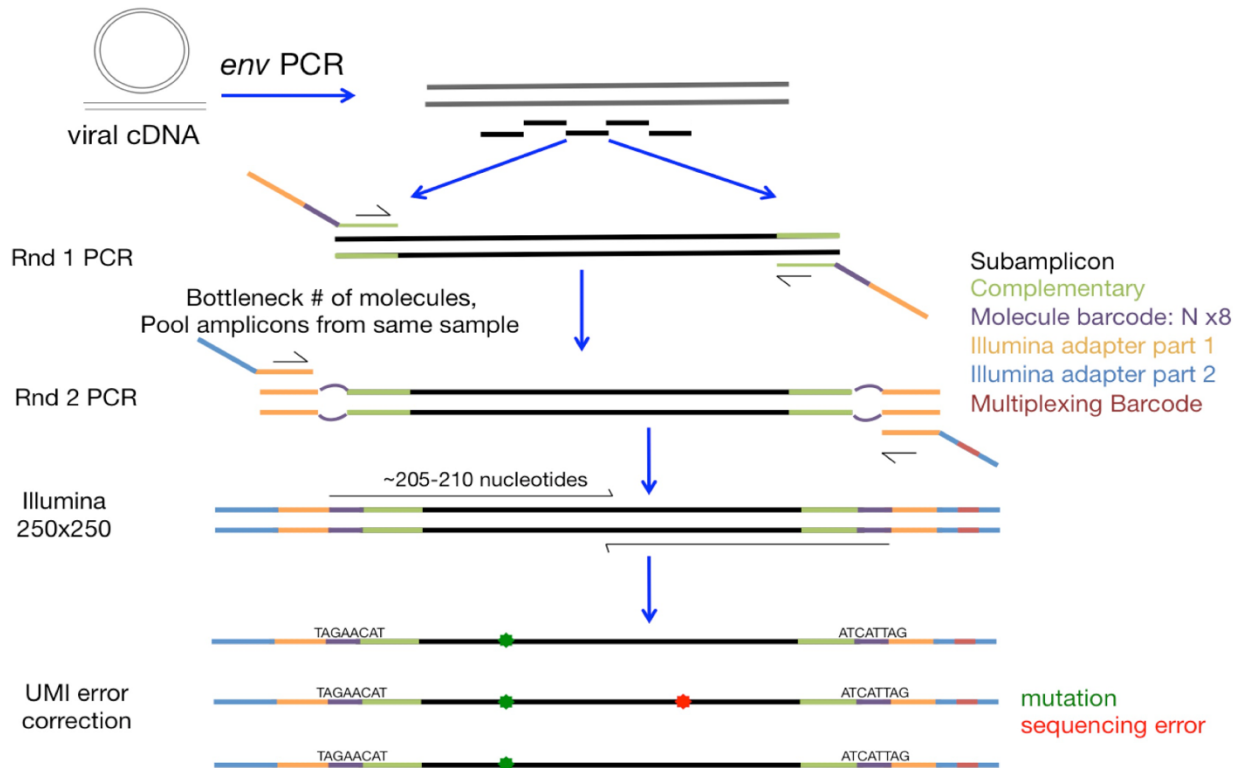 env PCR
viral cDNA
Rnd 1 PCR
Bottleneck # of molecules,
Pool amplicons from same sample
Subamplicon
Complementary
Molecule barcode: N x8
Illumina adapter part 1
Illumina adapter part 2
Multiplexing Barcode
Rnd 2 PCR
~205-210 nucleotides
Illumina
250x250
TAGAACAT
ATCATTAG
TAGAACAT
ATCATTAG
UMI error
correction
mutation
sequencing error
TAGAACAT
ATCATTAG